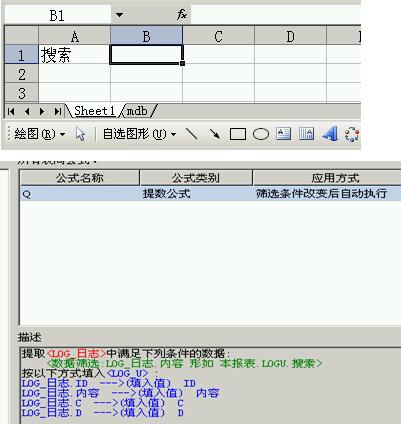 B1 fx
A B C D
1 搜索
2
3
Sheet1 mdb
绘图(R) 自选图形(U)
所有表间公式:
公式名称 公式类别 应用方式
Q 提数公式 筛选条件改变后自动执行
描述
提取<LOG_日志>中满足下列条件的数据:
<数据筛选:LOG_日志.内容 形如 本报表.LOGU.搜索>
按以下方式填入<LOG_U> :
LOG_日志.ID --->(填入值) ID
LOG_日志.内容 --->(填入值) 内容
LOG_日志.C --->(填入值) C
LOG_日志.D --->(填入值) D